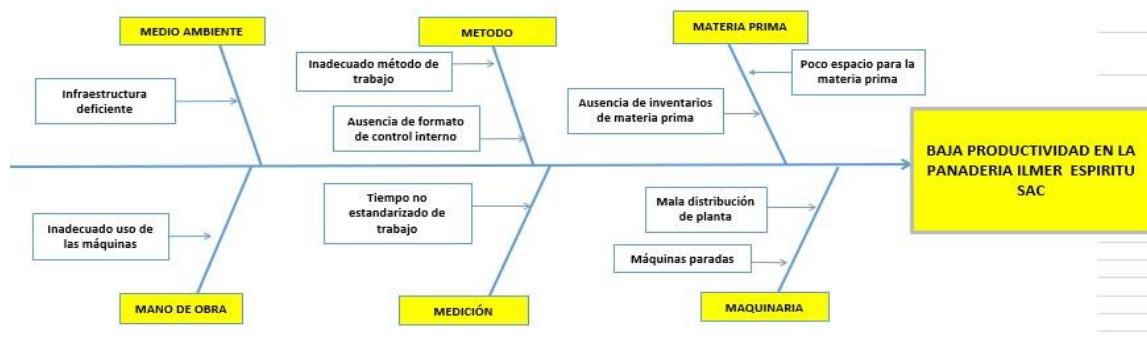 MEDIO AMBIENTE
METODO
MATERIA PRIMA
Inadecuado método de
trabajo
Poco espacio para la
materia prima
Infraestructura
deficiente
Ausencia de formato
de control interno
Ausencia de inventarios
de materia prima
BAJA PRODUCTIVIDAD EN LA
PANADERIA ILMER ESPIRITU
SAC
Inadecuado uso de
las máquinas
Tiempo no
estandarizado de
trabajo
Mala distribución
de planta
Máquinas paradas
MANO DE OBRA
MEDICIÓN
MAQUINARIA